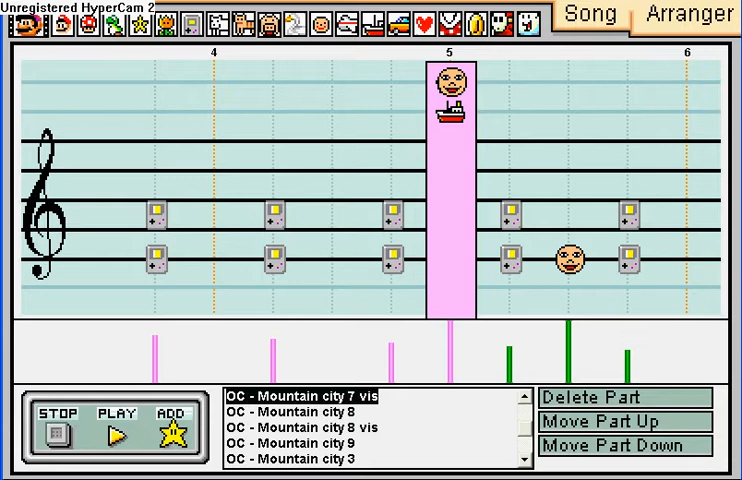 Unregistered HyperCam 2
Song Arranger
4 5 6
STOP PLAY ADD
OC - Mountain city 7 vis
OC - Mountain city 8
OC - Mountain city 8 vis
OC - Mountain city 9
OC - Mountain city 3
Delete Part
Move Part Up
Move Part Down